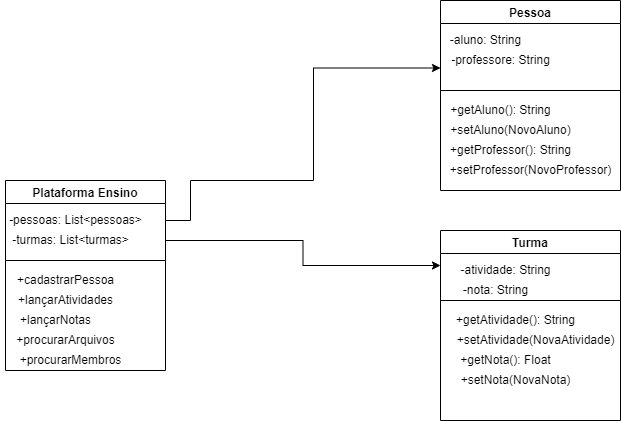 Pessoa
-aluno: String
-professore: String
+getAluno(): String
+setAluno(NovoAluno)
+getProfessor(): String
+setProfessor(NovoProfessor)
Plataforma Ensino
-pessoas: List<pessoas>
-turmas: List<turmas>
+cadastrarPessoa
+lançarAtividades
+lançarNotas
+procurarArquivos
+procurarMembros
Turma
-atividade: String
-nota: String
+getAtividade(): String
+setAtividade(NovaAtividade)
+getNota(): Float
+setNota(NovaNota)